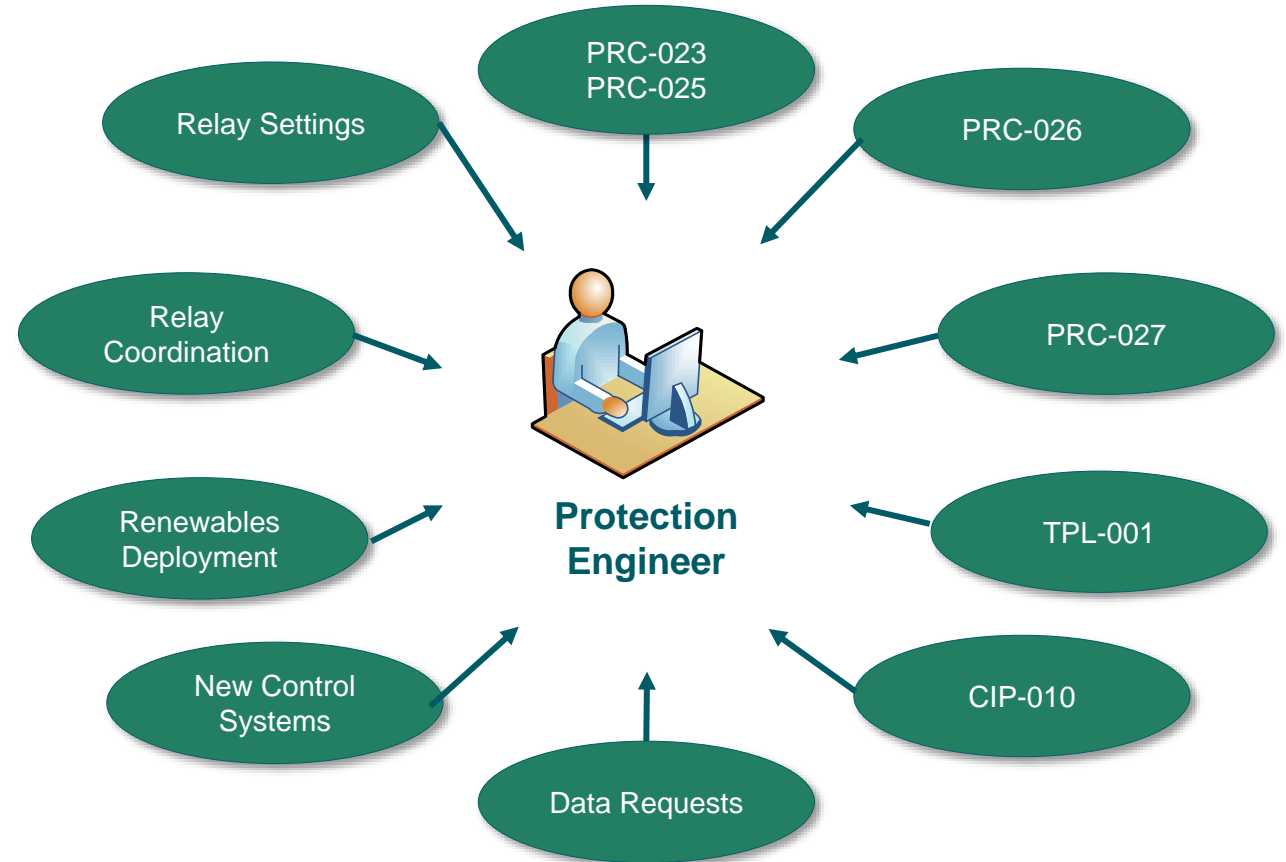 PRC-023
PRC-025
Relay Settings
PRC-026
Relay
Coordination
PRC-027
Protection
Engineer
Renewables
Deployment
TPL-001
New Control
Systems
CIP-010
Data Requests